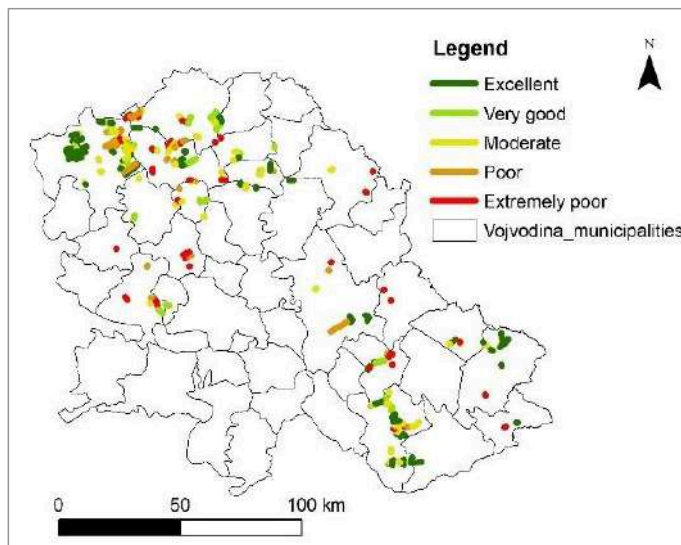 Legend
N
Excellent
Very good
Moderate
Poor
Extremely poor
Vojvodina_municipalities
0 50 100 km